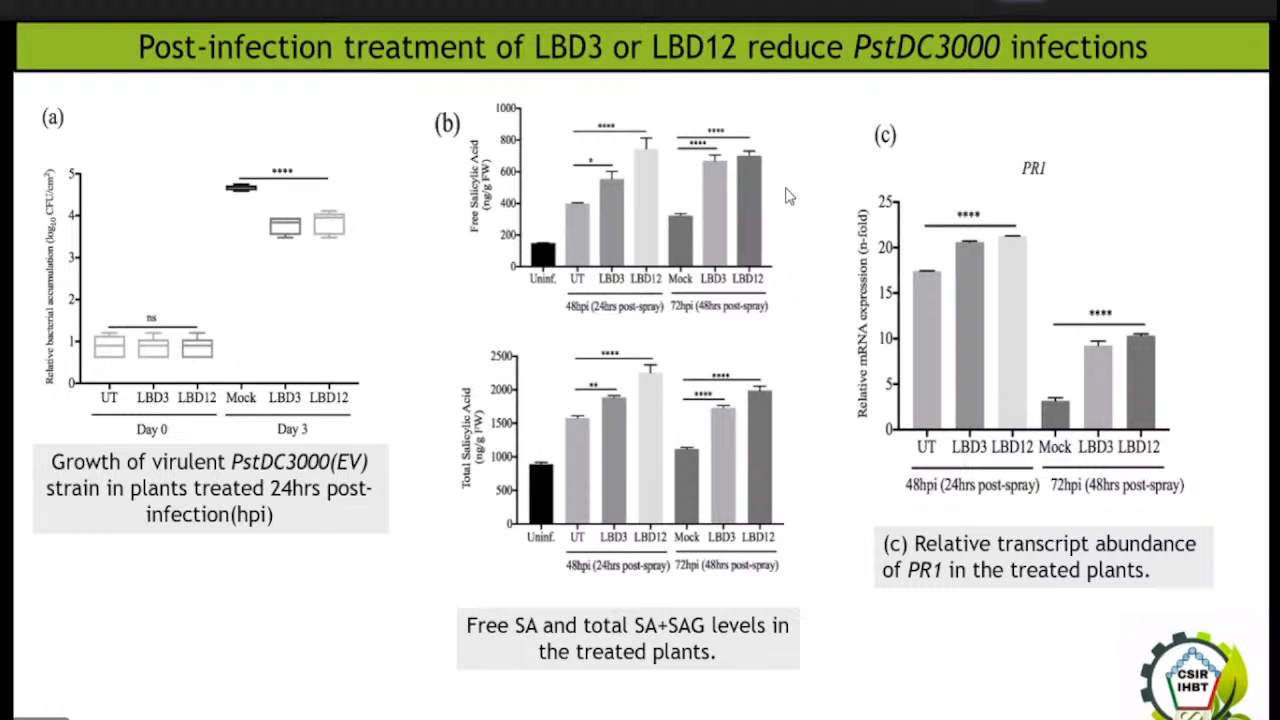 Post-infection treatment of LBD3 or LBD12 reduce PstDC3000 infections
(a)
Relative bacterial accumulation (log10 CFU/cm2)
5
4
3
2
1
0
****
ns
UT LBD3 LBD12 Mock LBD3 LBD12
Day 0 Day 3
Growth of virulent PstDC3000(EV)
strain in plants treated 24hrs post-
infection(hpi)
(b)
Free Salicylic Acid
(ng/g FW)
1000
800
600
400
200
0
****
*
****
****
Uninf. UT LBD3 LBD12 Mock LBD3 LBD12
48hpi (24hrs post-spray) 72hpi (48hrs post-spray)
Total Salicylic Acid
(ng/g FW)
2500
2000
1500
1000
500
0
****
**
****
****
Uninf. UT LBD3 LBD12 Mock LBD3 LBD12
48hpi (24hrs post-spray) 72hpi (48hrs post-spray)
Free SA and total SA+SAG levels in
the treated plants.
(c)
PR1
Relative mRNA expression (n-fold)
25
20
15
10
5
0
****
****
UT LBD3 LBD12 Mock LBD3 LBD12
48hpi (24hrs post-spray) 72hpi (48hrs post-spray)
(c) Relative transcript abundance
of PR1 in the treated plants.
CSIR
IHBT